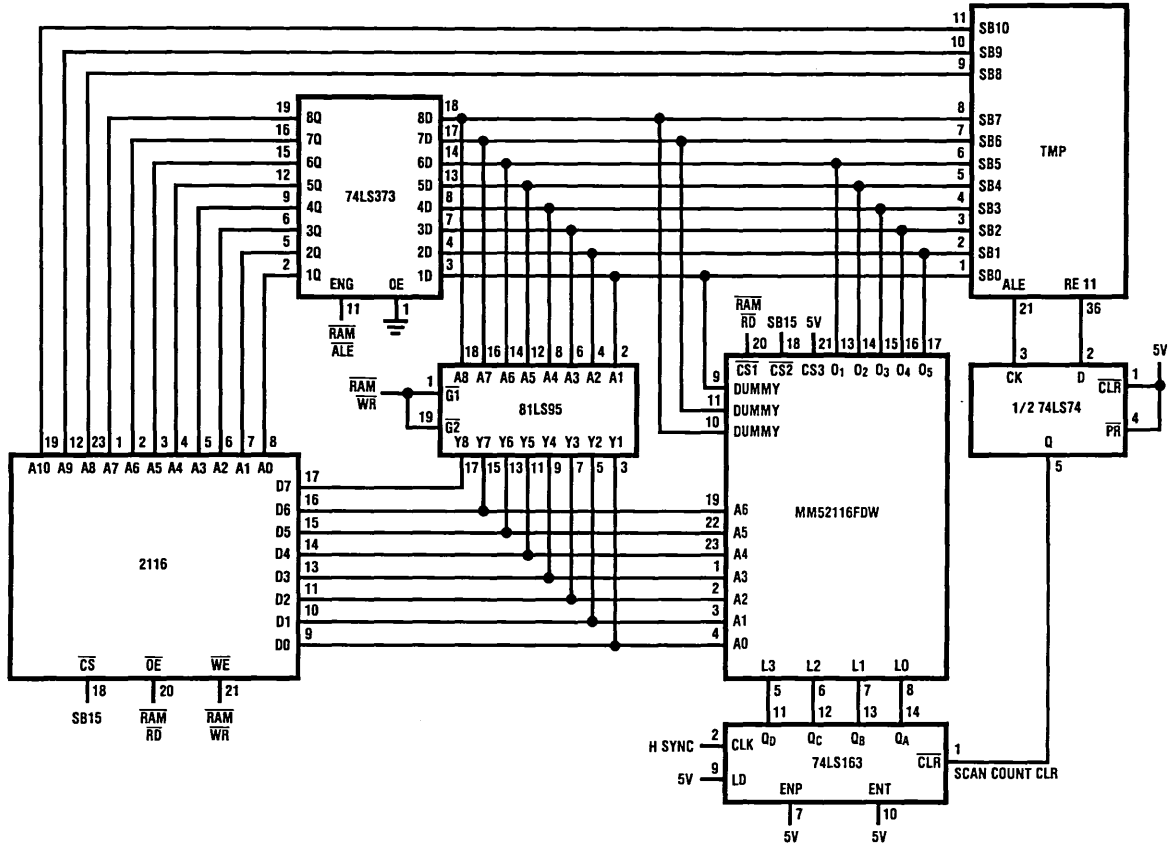 11 SB10
10 SB9
9 SB8
8 SB7
7 SB6
6 SB5
5 SB4
4 SB3
3 SB2
2 SB1
1 SB0
TMP
ALE RE 11
21 36
19 8Q 8D 18
16 7Q 7D 17
15 6Q 6D 14
12 5Q 5D 13
9 4Q 4D 8
6 3Q 3D 7
5 2Q 2D 4
2 1Q 1D 3
74LS373
ENG OE
11 1
RAM
ALE
18 16 14 12 8 6 4 2
A8 A7 A6 A5 A4 A3 A2 A1
RAM
WR
1 G1
19 G2
81LS95
Y8 Y7 Y6 Y5 Y4 Y3 Y2 Y1
17 15 13 11 9 7 5 3
RAM
RD SB15 5V
20 18 21 13 14 15 16 17
CS1 CS2 CS3 O1 O2 O3 O4 O5
9 DUMMY
11 DUMMY
10 DUMMY
MM52116FDW
19 A6
22 A5
23 A4
1 A3
2 A2
3 A1
4 A0
L3 L2 L1 L0
5 6 7 8
5V
3 2
CK D
CLR 1
1/2 74LS74
PR 4
Q
5
19 12 23 1 2 3 4 5 6 7 8
A10 A9 A8 A7 A6 A5 A4 A3 A2 A1 A0
D7 17
D6 16
D5 15
D4 14
D3 13
D2 11
D1 10
D0 9
2116
CS OE WE
18 20 21
SB15 RAM RAM
RD WR
11 12 13 14
QD QC QB QA
H SYNC 2 CLK
74LS163
CLR 1
SCAN COUNT CLR
5V 9 LD
ENP ENT
7 10
5V 5V